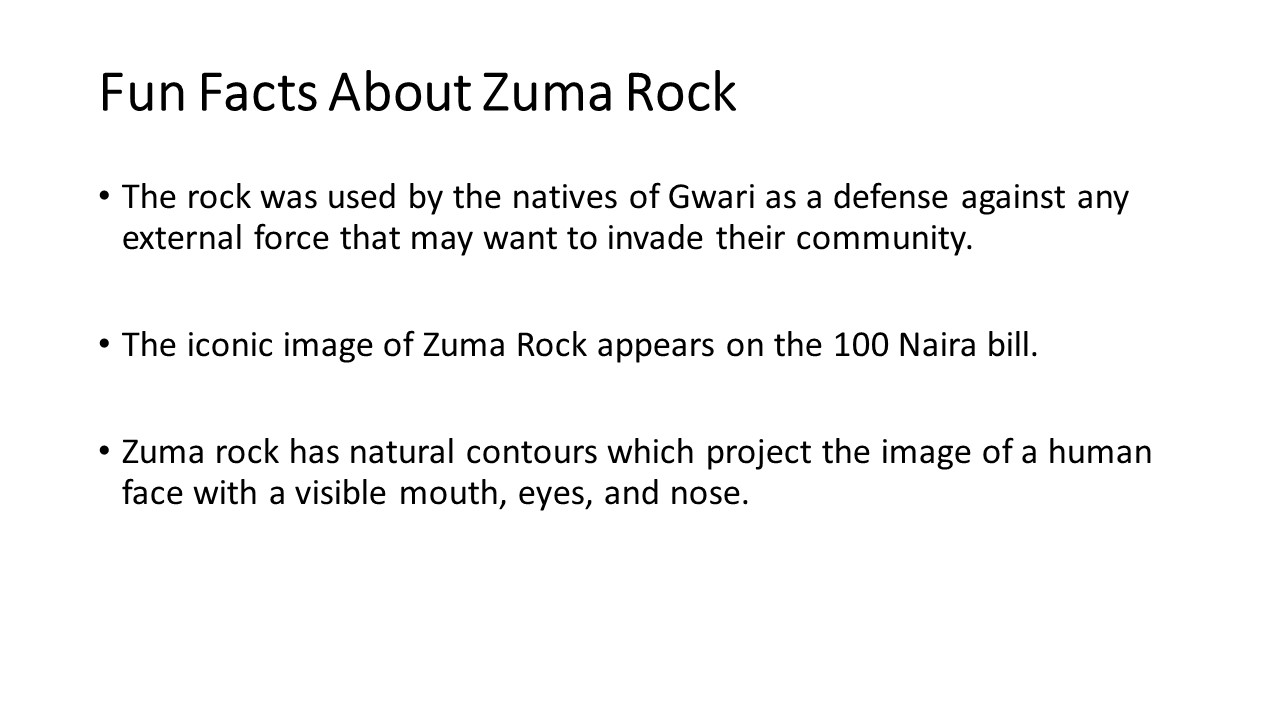 Fun Facts About Zuma Rock
• The rock was used by the natives of Gwari as a defense against any
external force that may want to invade their community.
• The iconic image of Zuma Rock appears on the 100 Naira bill.
• Zuma rock has natural contours which project the image of a human
face with a visible mouth, eyes, and nose.